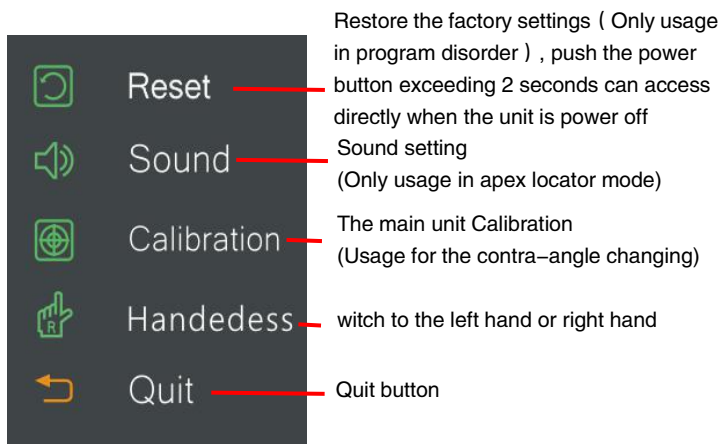 Reset
Restore the factory settings ( Only usage
in program disorder ) , push the power
button exceeding 2 seconds can access
directly when the unit is power off
Sound
Sound setting
(Only usage in apex locator mode)
Calibration
The main unit Calibration
(Usage for the contra-angle changing)
R
Handedess
witch to the left hand or right hand
Quit
Quit button